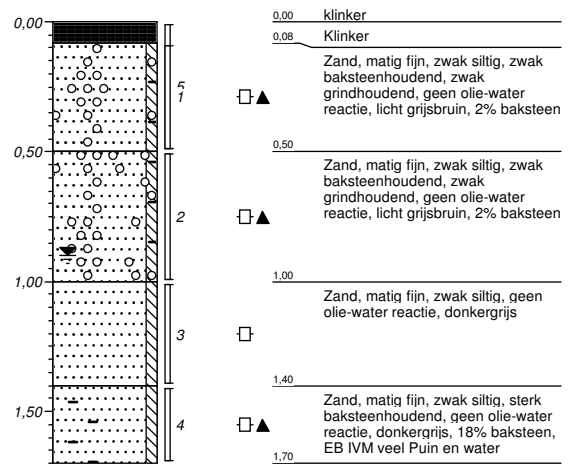 0,00
0,50
1,00
1,50
5
1
2
3
4
0,00 klinker
0,08 Klinker
Zand, matig fijn, zwak siltig, zwak
baksteenhoudend, zwak
grindhoudend, geen olie-water
reactie, licht grijsbruin, 2% baksteen
0,50
Zand, matig fijn, zwak siltig, zwak
baksteenhoudend, zwak
grindhoudend, geen olie-water
reactie, licht grijsbruin, 2% baksteen
1,00
Zand, matig fijn, zwak siltig, geen
olie-water reactie, donkergrijs
1,40
Zand, matig fijn, zwak siltig, sterk
baksteenhoudend, geen olie-water
reactie, donkergrijs, 18% baksteen,
EB IVM veel Puin en water
1,70